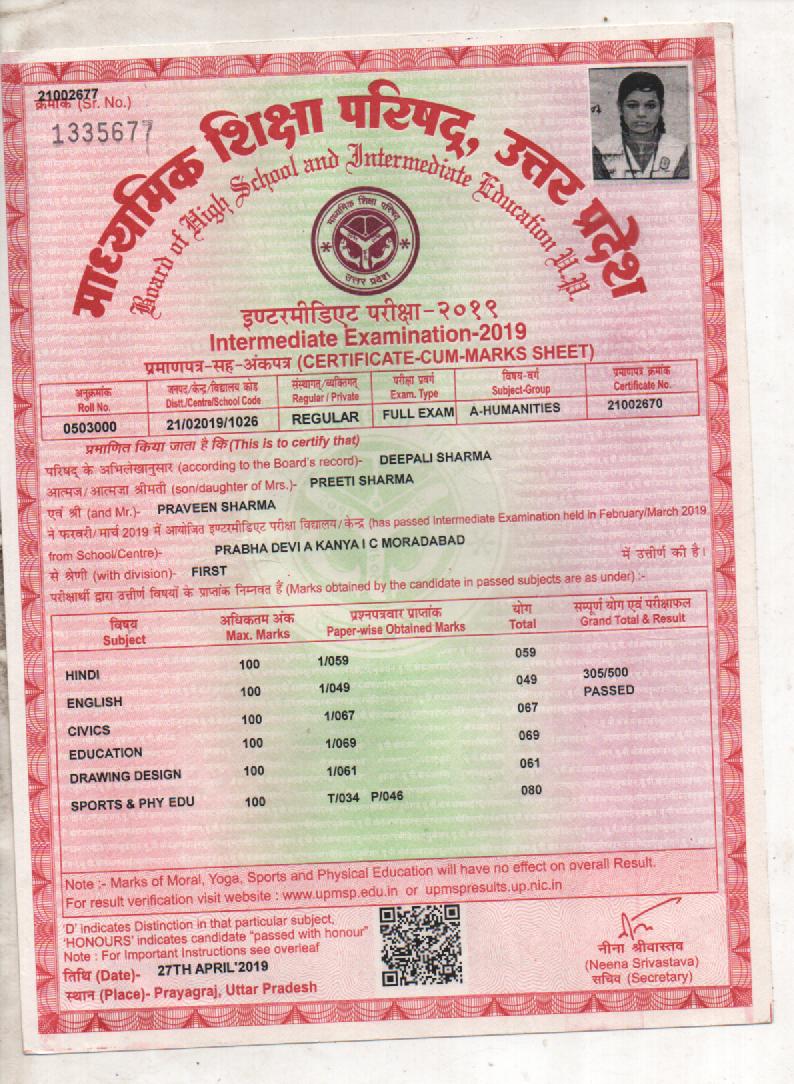 21002677
क्रमांक (Sr. No.)
1335677
माध्यमिक शिक्षा परिषद्, उत्तर प्रदेश
Board of High School and Intermediate Education U.P.
माध्यमिक शिक्षा परिषद
उत्तर प्रदेश
इण्टरमीडिएट परीक्षा-२०१९
Intermediate Examination-2019
प्रमाणपत्र-सह-अंकपत्र (CERTIFICATE-CUM-MARKS SHEET)
अनुक्रमांक जनपद/केन्द्र/विद्यालय कोड संस्थागत/व्यक्तिगत परीक्षा प्रवर्ग विषय-वर्ग प्रमाणपत्र क्रमांक
Roll No. Distt./Centre/School Code Regular / Private Exam. Type Subject-Group Certificate No.
0503000 21/02019/1026 REGULAR FULL EXAM A-HUMANITIES 21002670
प्रमाणित किया जाता है कि (This is to certify that)
परिषद् के अभिलेखानुसार (according to the Board's record)- DEEPALI SHARMA
आत्मज/आत्मजा श्रीमती (son/daughter of Mrs.)- PREETI SHARMA
एवं श्री (and Mr.)- PRAVEEN SHARMA
ने फरवरी/मार्च 2019 में आयोजित इण्टरमीडिएट परीक्षा विद्यालय/केन्द्र (has passed Intermediate Examination held in February/March 2019
from School/Centre)- PRABHA DEVI A KANYA I C MORADABAD में उत्तीर्ण की है।
से श्रेणी (with division)- FIRST
परीक्षार्थी द्वारा उत्तीर्ण विषयों के प्राप्तांक निम्नवत हैं (Marks obtained by the candidate in passed subjects are as under) :-
विषय अधिकतम अंक प्रश्नपत्रवार प्राप्तांक योग सम्पूर्ण योग एवं परीक्षाफल
Subject Max. Marks Paper-wise Obtained Marks Total Grand Total & Result
HINDI 100 1/059 059 305/500
ENGLISH 100 1/049 049 PASSED
CIVICS 100 1/067 067
EDUCATION 100 1/069 069
DRAWING DESIGN 100 1/061 061
SPORTS & PHY EDU 100 T/034 P/046 080
Note :- Marks of Moral, Yoga, Sports and Physical Education will have no effect on overall Result.
For result verification visit website : www.upmsp.edu.in or upmspresults.up.nic.in
'D' indicates Distinction in that particular subject,
'HONOURS' indicates candidate "passed with honour"
Note : For Important Instructions see overleaf
तिथि (Date)- 27TH APRIL'2019
स्थान (Place)- Prayagraj, Uttar Pradesh
नीना श्रीवास्तव
(Neena Srivastava)
सचिव (Secretary)